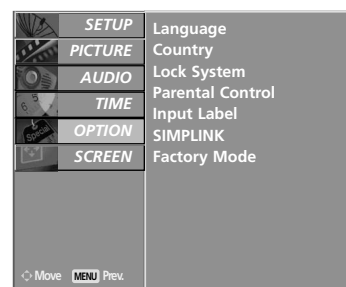 SETUP
PICTURE
AUDIO
TIME
OPTION
SCREEN
Language
Country
Lock System
Parental Control
Input Label
SIMPLINK
Factory Mode
Special
Move MENU Prev.